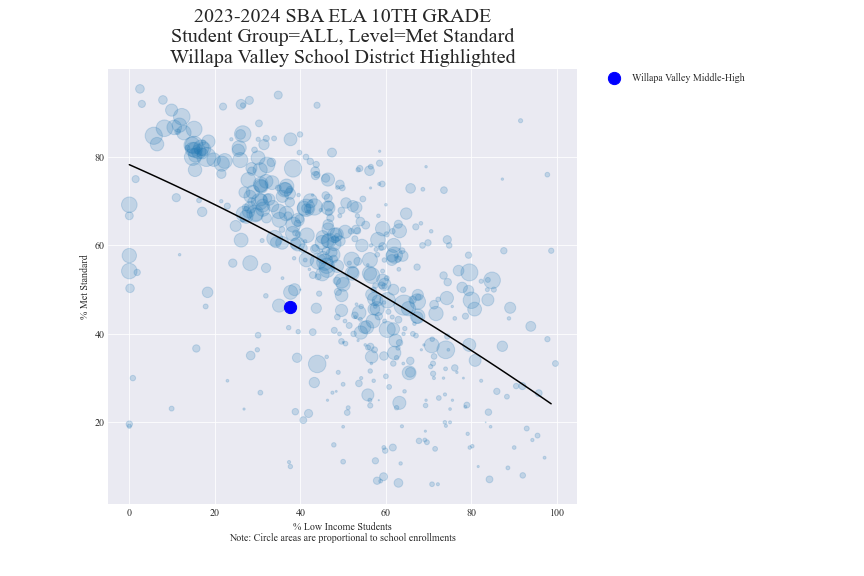 2023-2024 SBA ELA 10TH GRADE
Student Group=ALL, Level=Met Standard
Willapa Valley School District Highlighted
Willapa Valley Middle-High
80
60
40
20
% Met Standard
0 20 40 60 80 100
% Low Income Students
Note: Circle areas are proportional to school enrollments